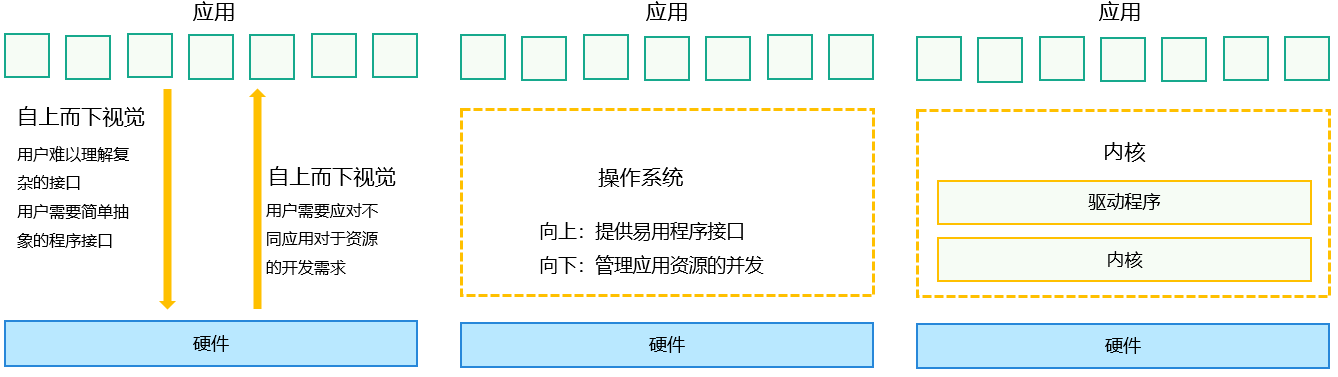 应用
自上而下视觉
用户难以理解复
杂的接口
用户需要简单抽
象的程序接口
自上而下视觉
用户需要应对不
同应用对于资源
的开发需求
硬件
应用
操作系统
向上：提供易用程序接口
向下：管理应用资源的并发
硬件
应用
内核
驱动程序
内核
硬件